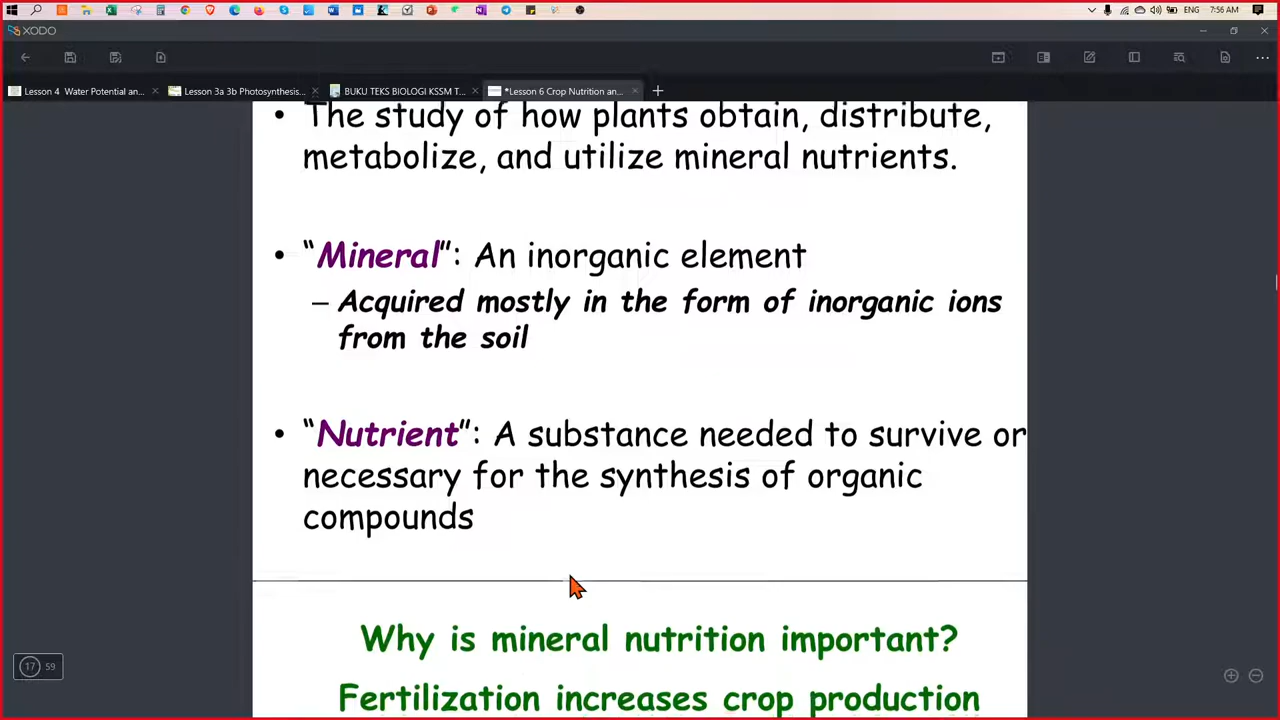 ENG 7:56 AM
XODO
Lesson 4 Water Potential an...
Lesson 3a 3b Photosynthesis...
BUKU TEKS BIOLOGI KSSM T...
*Lesson 6 Crop Nutrition an...
• The study of how plants obtain, distribute,
metabolize, and utilize mineral nutrients.
• “Mineral”: An inorganic element
– Acquired mostly in the form of inorganic ions
from the soil
• “Nutrient”: A substance needed to survive or
necessary for the synthesis of organic
compounds
Why is mineral nutrition important?
Fertilization increases crop production
17 59